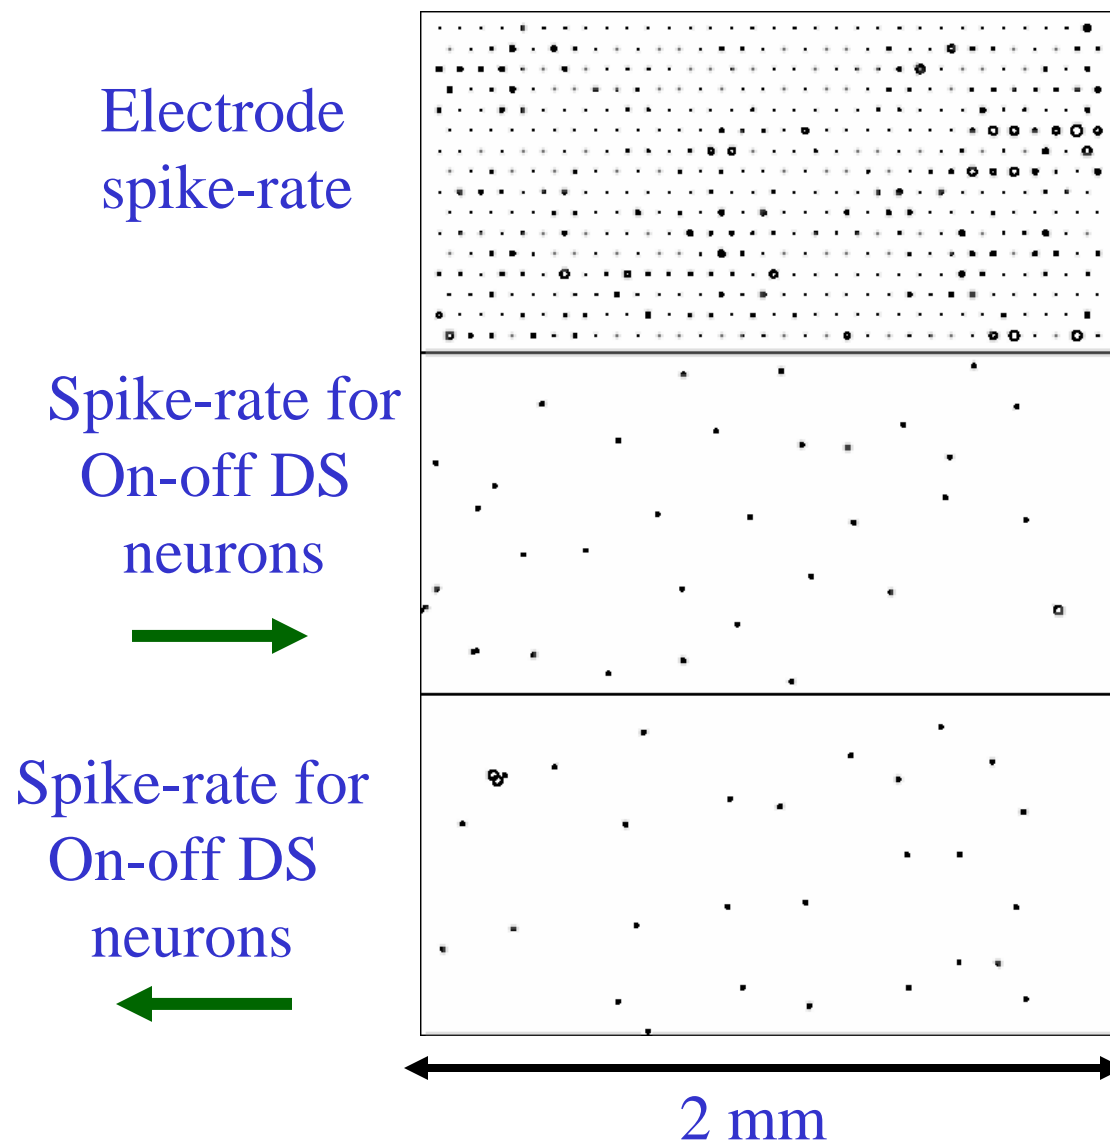 Electrode
spike-rate
Spike-rate for
On-off DS
neurons
Spike-rate for
On-off DS
neurons
2 mm